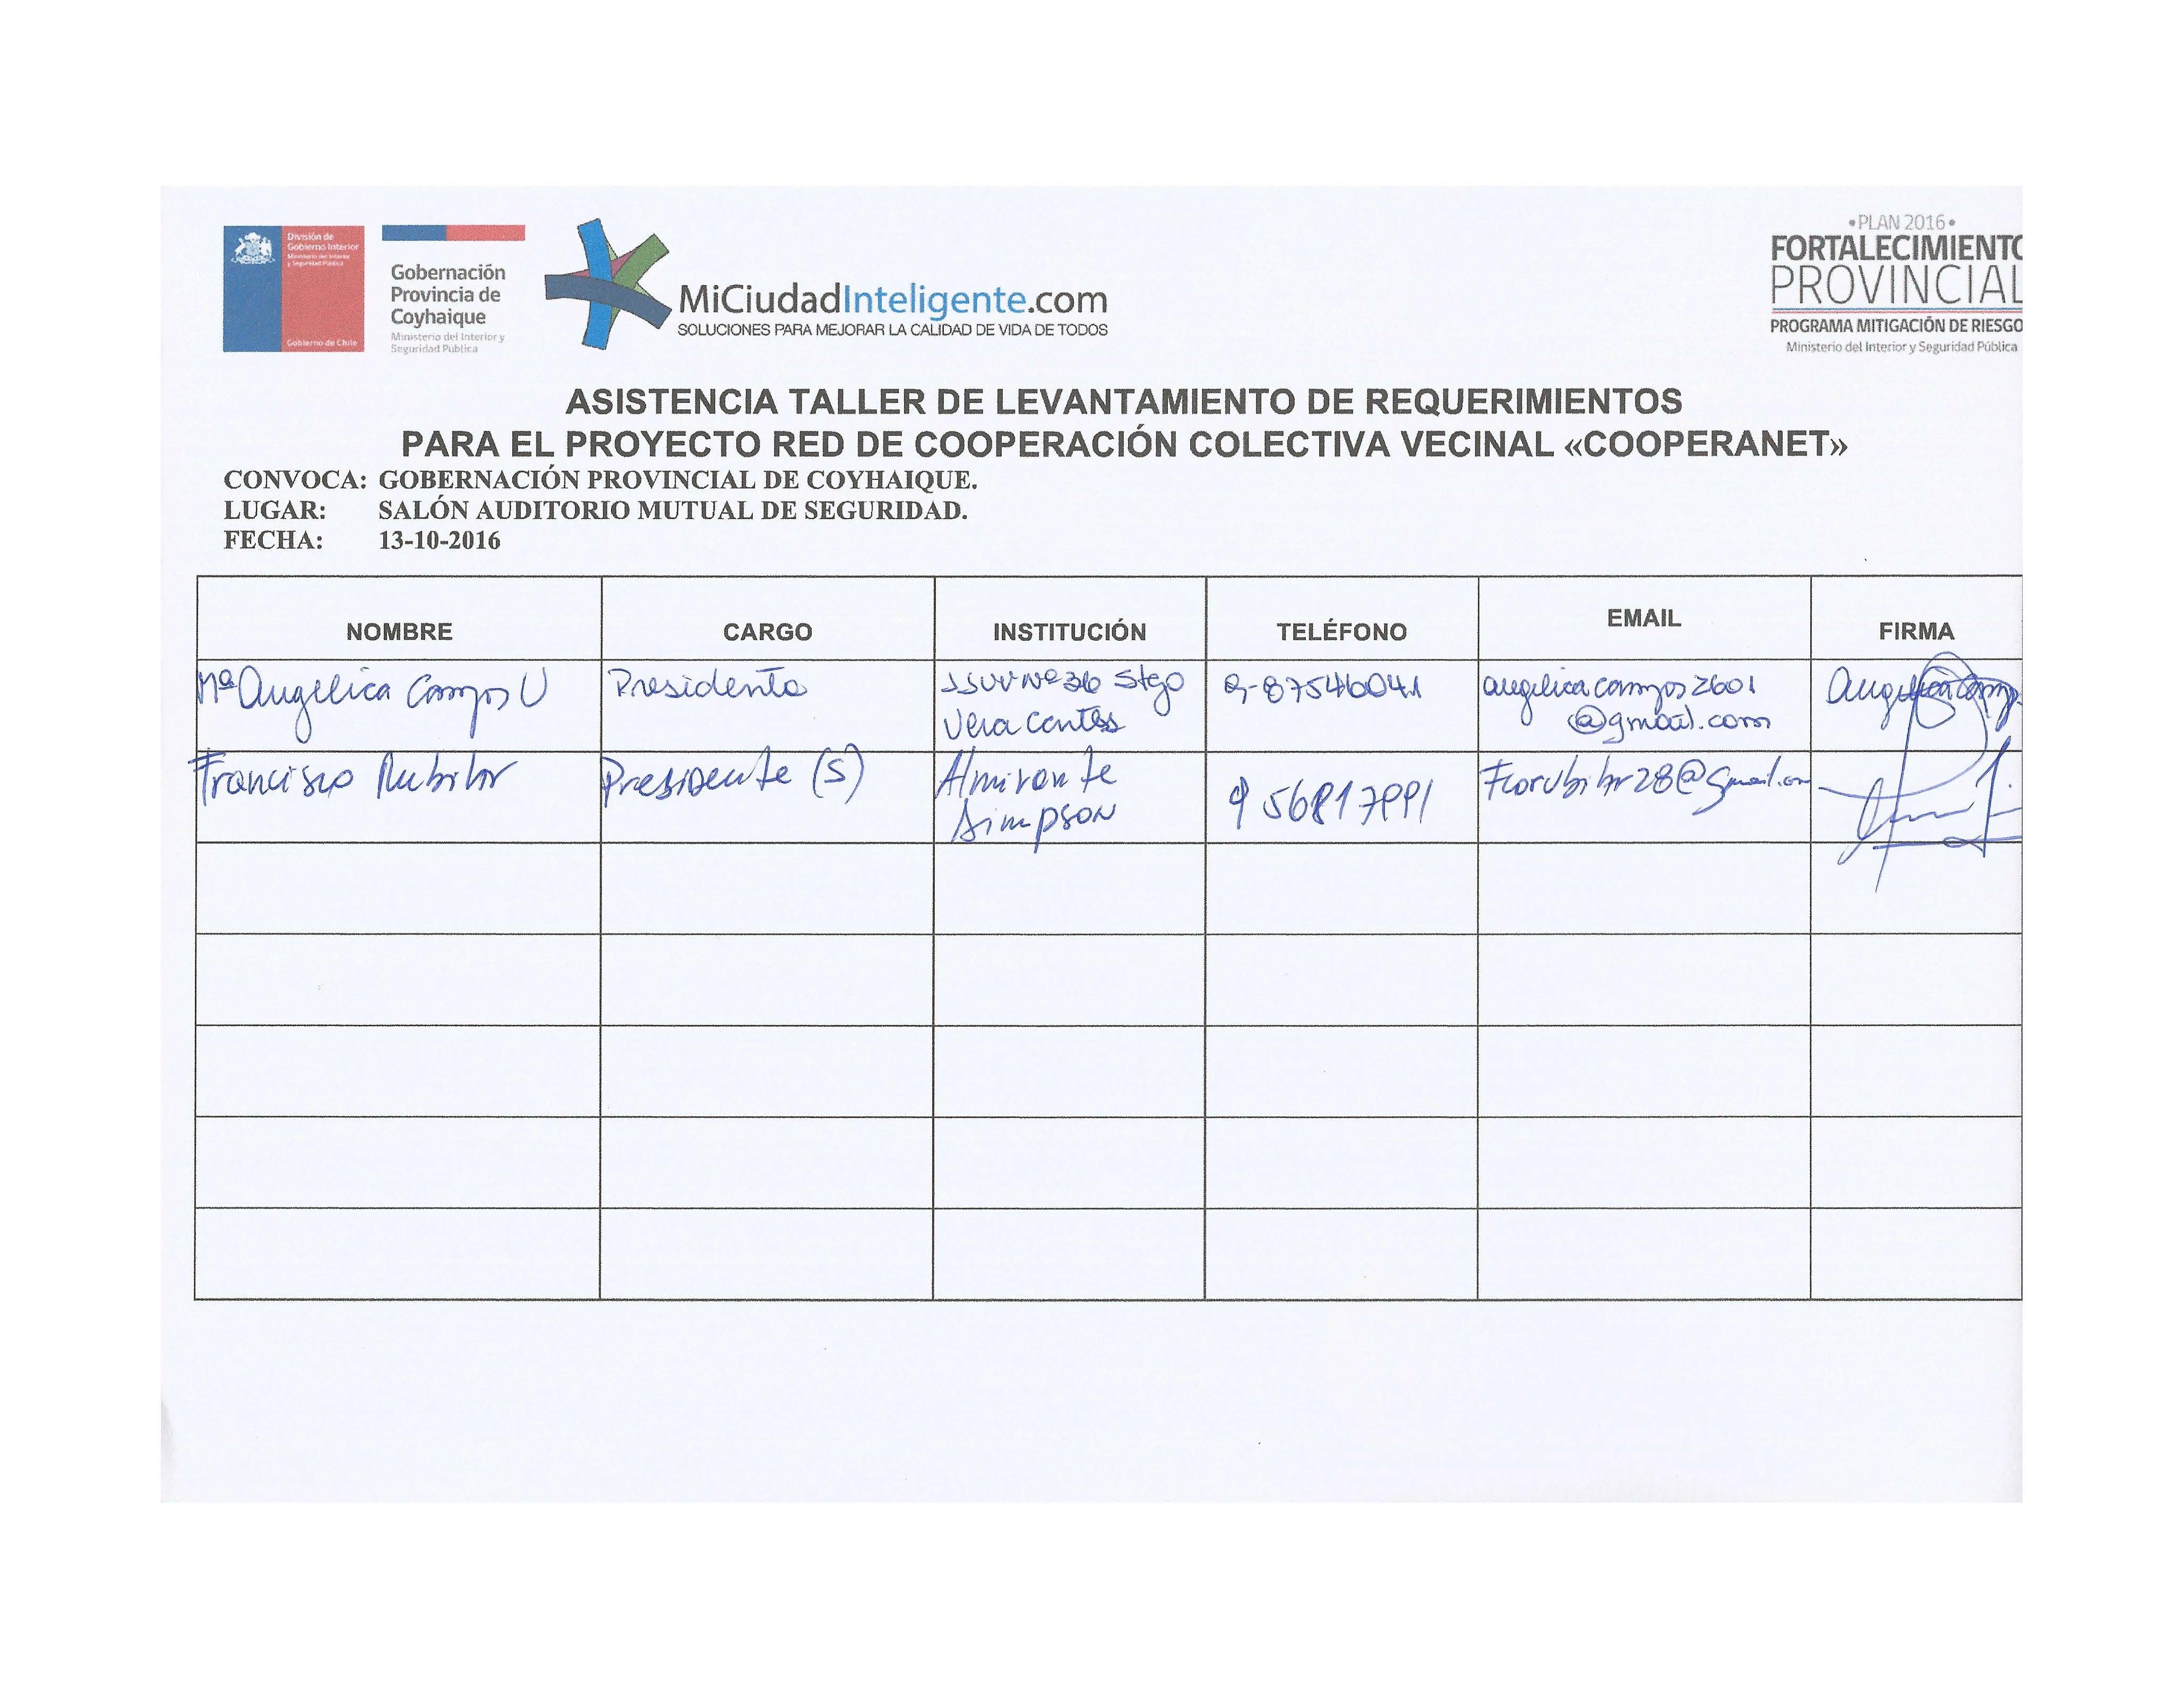 División de
Gobierno Interior
Ministerio del Interior
y Seguridad Pública
Gobierno de Chile
Gobernación
Provincia de
Coyhaique
Ministerio del Interior y
Seguridad Pública
MiCiudadInteligente.com
SOLUCIONES PARA MEJORAR LA CALIDAD DE VIDA DE TODOS
•PLAN 2016•
FORTALECIMIENTO
PROVINCIAL
PROGRAMA MITIGACIÓN DE RIESGO
Ministerio del Interior y Seguridad Pública
ASISTENCIA TALLER DE LEVANTAMIENTO DE REQUERIMIENTOS
PARA EL PROYECTO RED DE COOPERACIÓN COLECTIVA VECINAL «COOPERANET»
CONVOCA: GOBERNACIÓN PROVINCIAL DE COYHAIQUE.
LUGAR: SALÓN AUDITORIO MUTUAL DE SEGURIDAD.
FECHA: 13-10-2016
NOMBRE CARGO INSTITUCIÓN TELÉFONO EMAIL FIRMA
Mª Angelica Campos U Presidenta JJVV Nº 36 Stgo 9-87546041 angelicacampos2601
Vera Contes @gmail.com
Francisco Rubilar Presidente (S) Almirante 9 56817991 Fcorubilar28@gmail.com
Simpson